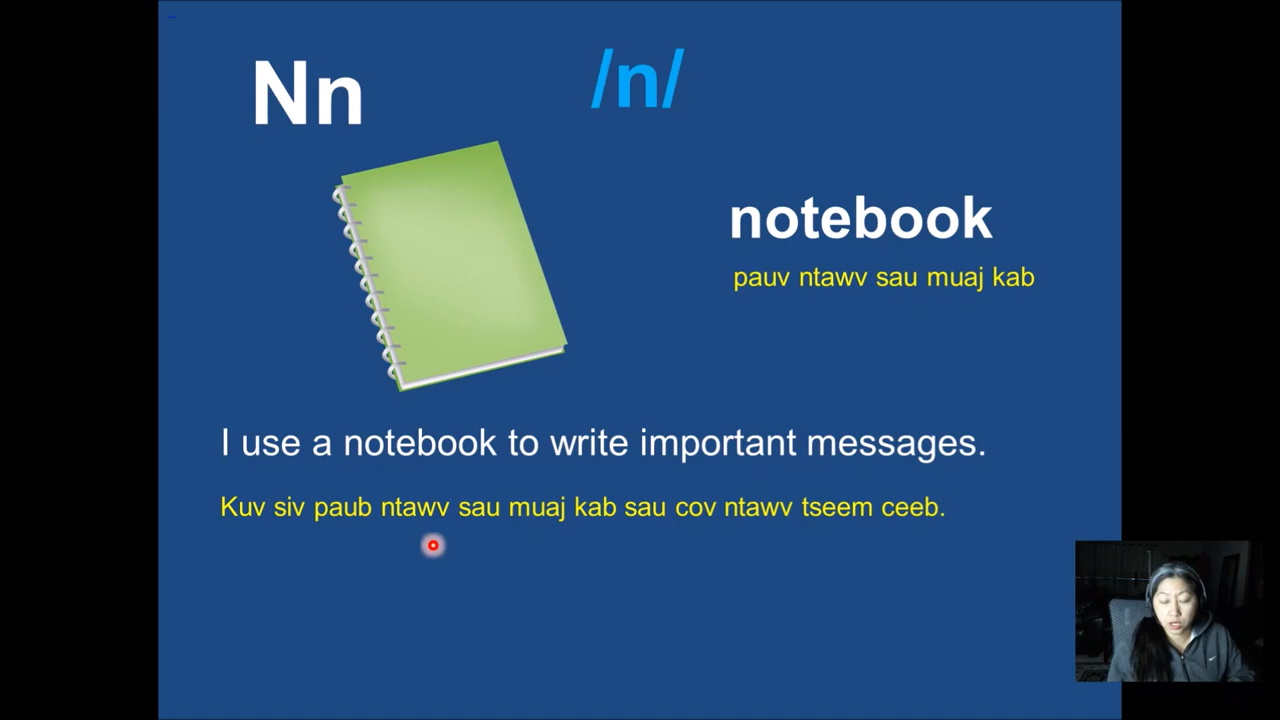 Nn
/n/
notebook
pauv ntawv sau muaj kab
I use a notebook to write important messages.
Kuv siv paub ntawv sau muaj kab sau cov ntawv tseem ceeb.